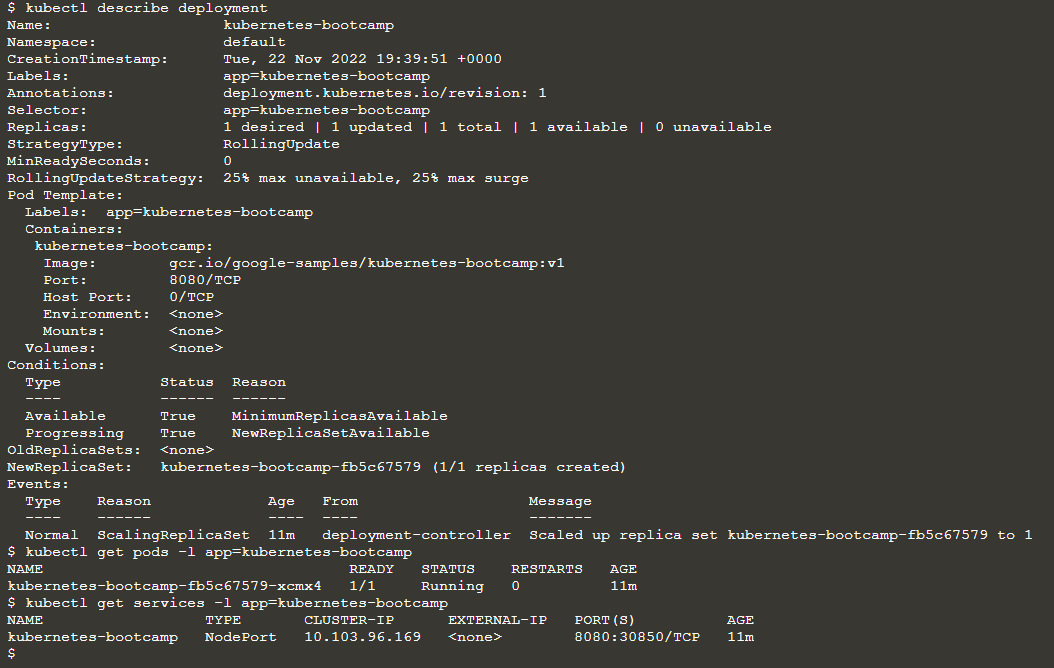 $ kubectl describe deployment
Name:                   kubernetes-bootcamp
Namespace:              default
CreationTimestamp:      Tue, 22 Nov 2022 19:39:51 +0000
Labels:                 app=kubernetes-bootcamp
Annotations:            deployment.kubernetes.io/revision: 1
Selector:               app=kubernetes-bootcamp
Replicas:               1 desired | 1 updated | 1 total | 1 available | 0 unavailable
StrategyType:           RollingUpdate
MinReadySeconds:        0
RollingUpdateStrategy:  25% max unavailable, 25% max surge
Pod Template:
  Labels:  app=kubernetes-bootcamp
  Containers:
   kubernetes-bootcamp:
    Image:        gcr.io/google-samples/kubernetes-bootcamp:v1
    Port:         8080/TCP
    Host Port:    0/TCP
    Environment:  <none>
    Mounts:       <none>
  Volumes:        <none>
Conditions:
  Type           Status  Reason
  ----           ------  ------
  Available      True    MinimumReplicasAvailable
  Progressing    True    NewReplicaSetAvailable
OldReplicaSets:  <none>
NewReplicaSet:   kubernetes-bootcamp-fb5c67579 (1/1 replicas created)
Events:
  Type    Reason             Age   From                   Message
  ----    ------             ----  ----                   -------
  Normal  ScalingReplicaSet  11m   deployment-controller  Scaled up replica set kubernetes-bootcamp-fb5c67579 to 1
$ kubectl get pods -l app=kubernetes-bootcamp
NAME                                  READY   STATUS    RESTARTS   AGE
kubernetes-bootcamp-fb5c67579-xcmx4   1/1     Running   0          11m
$ kubectl get services -l app=kubernetes-bootcamp
NAME                  TYPE       CLUSTER-IP      EXTERNAL-IP   PORT(S)          AGE
kubernetes-bootcamp   NodePort   10.103.96.169   <none>        8080:30850/TCP   11m
$